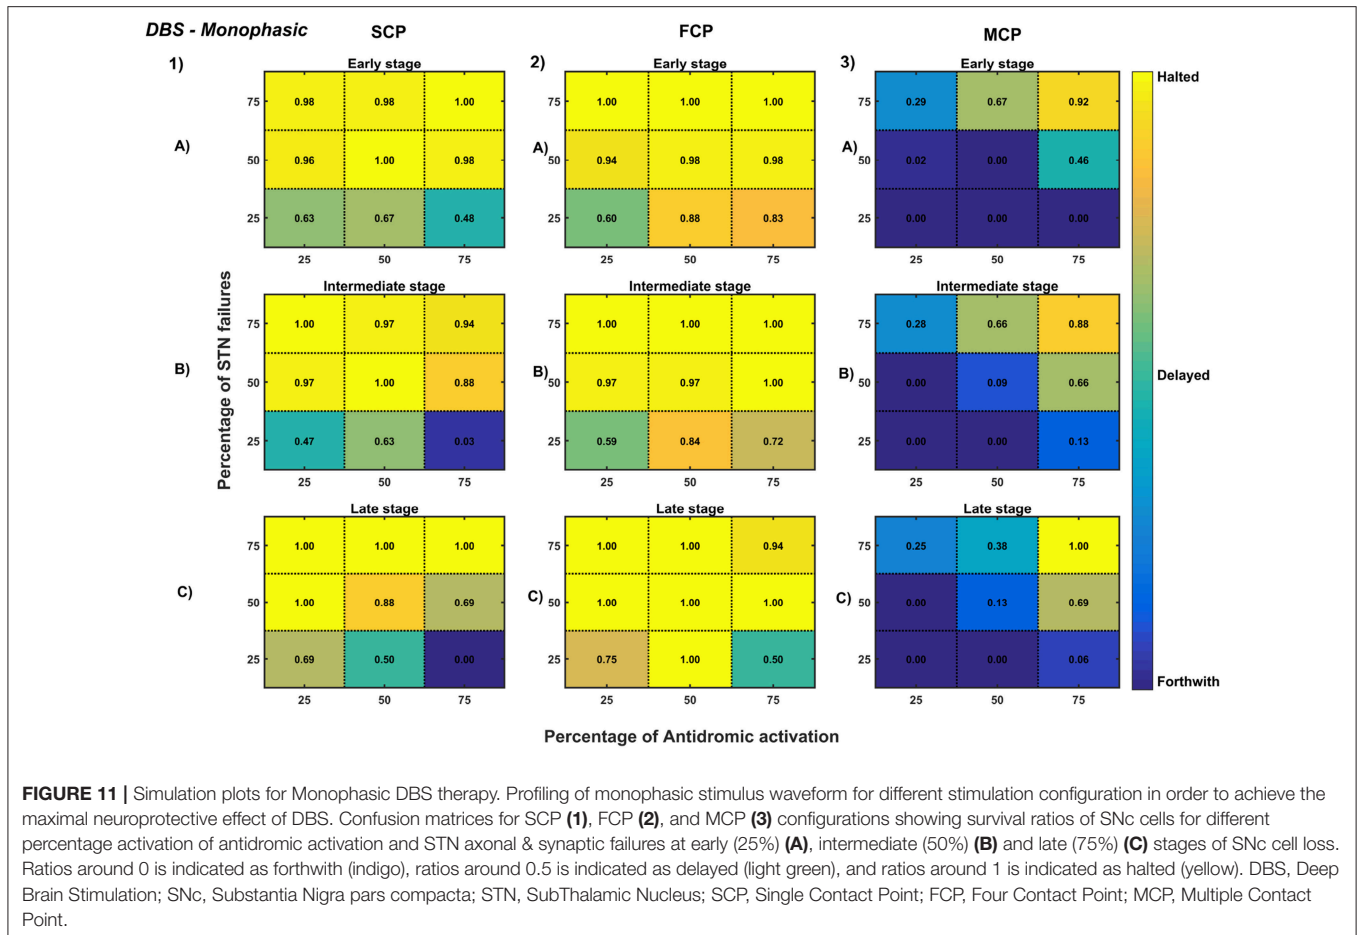 DBS - Monophasic SCP FCP MCP
1) Early stage 2) Early stage 3) Early stage Halted
75 0.98 0.98 1.00 75 1.00 1.00 1.00 75 0.29 0.67 0.92
A) 50 0.96 1.00 0.98 A) 50 0.94 0.98 0.98 A) 50 0.02 0.00 0.46
25 0.63 0.67 0.48 25 0.60 0.88 0.83 25 0.00 0.00 0.00
25 50 75 25 50 75 25 50 75
Percentage of STN failures
Intermediate stage Intermediate stage Intermediate stage
75 1.00 0.97 0.94 75 1.00 1.00 1.00 75 0.28 0.66 0.88
Delayed
B) 50 0.97 1.00 0.88 B) 50 0.97 0.97 1.00 B) 50 0.00 0.09 0.66
25 0.47 0.63 0.03 25 0.59 0.84 0.72 25 0.00 0.00 0.13
25 50 75 25 50 75 25 50 75
Late stage Late stage Late stage
75 1.00 1.00 1.00 75 1.00 1.00 0.94 75 0.25 0.38 1.00
C) 50 1.00 0.88 0.69 C) 50 1.00 1.00 1.00 C) 50 0.00 0.13 0.69
25 0.69 0.50 0.00 25 0.75 1.00 0.50 25 0.00 0.00 0.06
Forthwith
25 50 75 25 50 75 25 50 75
Percentage of Antidromic activation
FIGURE 11 | Simulation plots for Monophasic DBS therapy. Profiling of monophasic stimulus waveform for different stimulation configuration in order to achieve the
maximal neuroprotective effect of DBS. Confusion matrices for SCP (1), FCP (2), and MCP (3) configurations showing survival ratios of SNc cells for different
percentage activation of antidromic activation and STN axonal & synaptic failures at early (25%) (A), intermediate (50%) (B) and late (75%) (C) stages of SNc cell loss.
Ratios around 0 is indicated as forthwith (indigo), ratios around 0.5 is indicated as delayed (light green), and ratios around 1 is indicated as halted (yellow). DBS, Deep
Brain Stimulation; SNc, Substantia Nigra pars compacta; STN, SubThalamic Nucleus; SCP, Single Contact Point; FCP, Four Contact Point; MCP, Multiple Contact
Point.